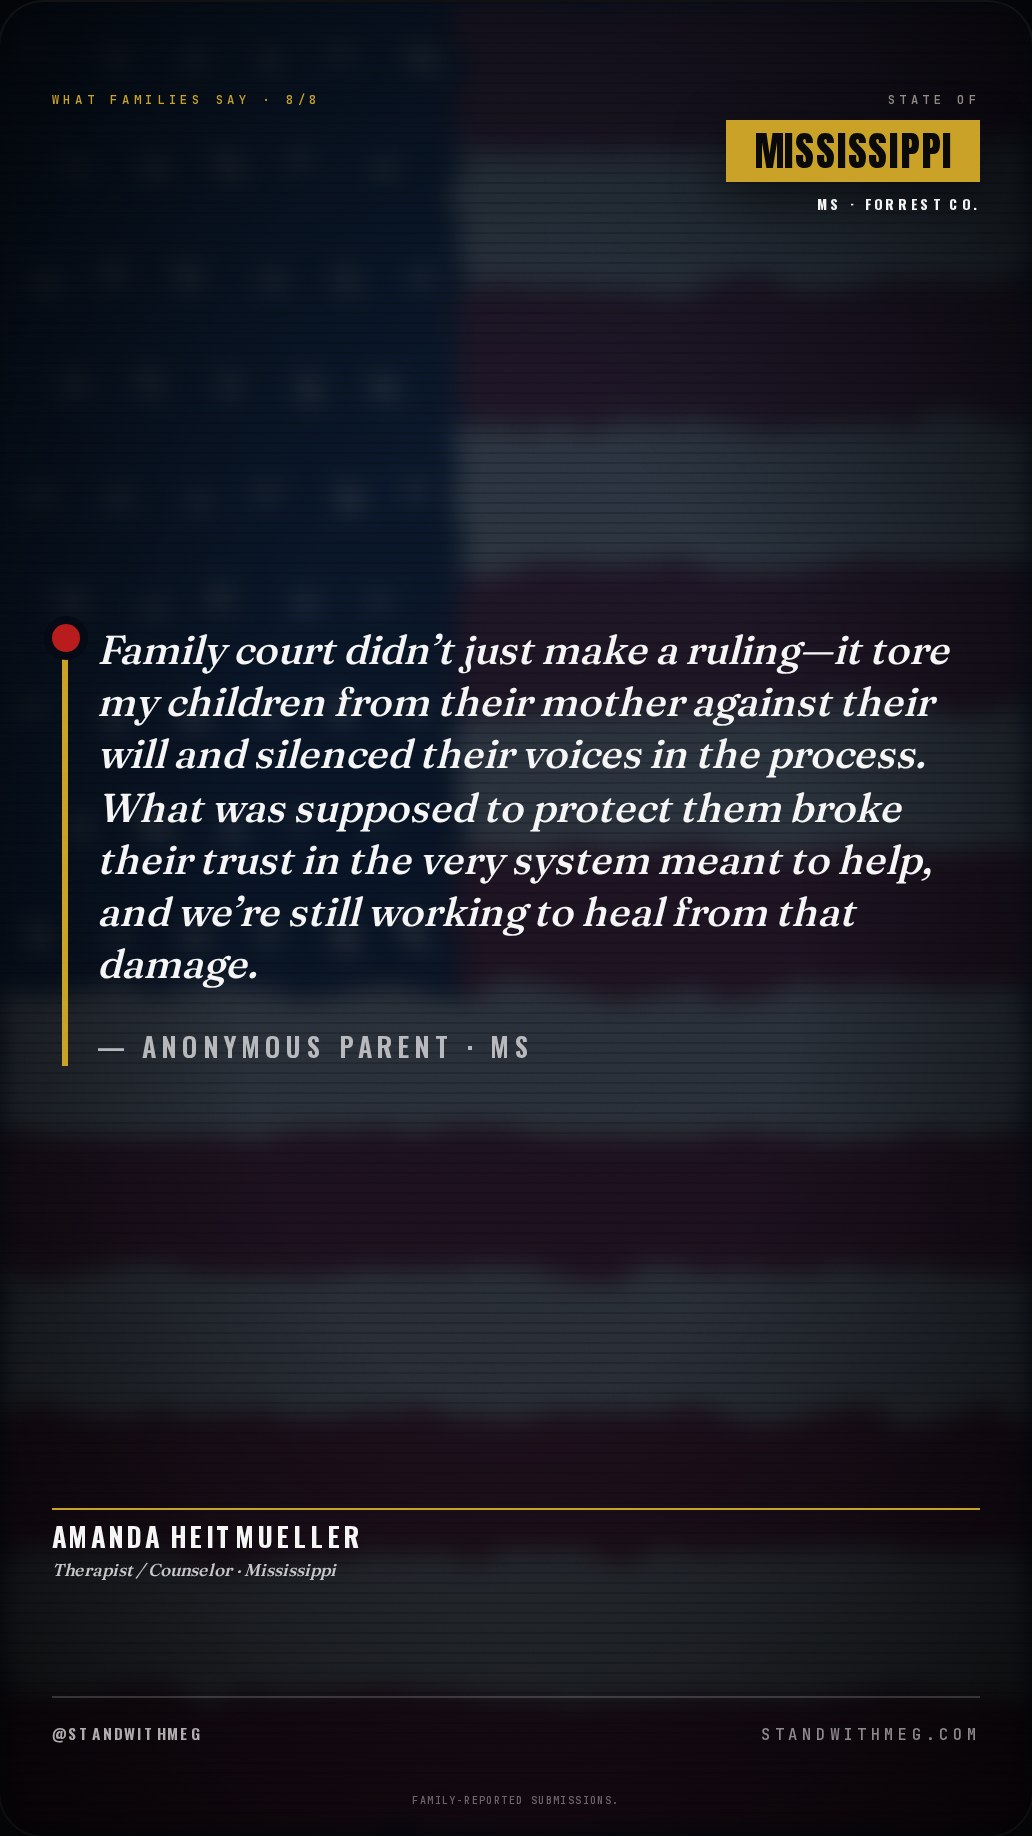 WHAT FAMILIES SAY · 8/8
STATE OF
MISSISSIPPI
MS · FORREST CO.
Family court didn’t just make a ruling—it tore
my children from their mother against their
will and silenced their voices in the process.
What was supposed to protect them broke
their trust in the very system meant to help,
and we’re still working to heal from that
damage.
— ANONYMOUS PARENT · MS
AMANDA HEITMUELLER
Therapist / Counselor · Mississippi
@STANDWITHMEG
STANDWITHMEG.COM
FAMILY-REPORTED SUBMISSIONS.